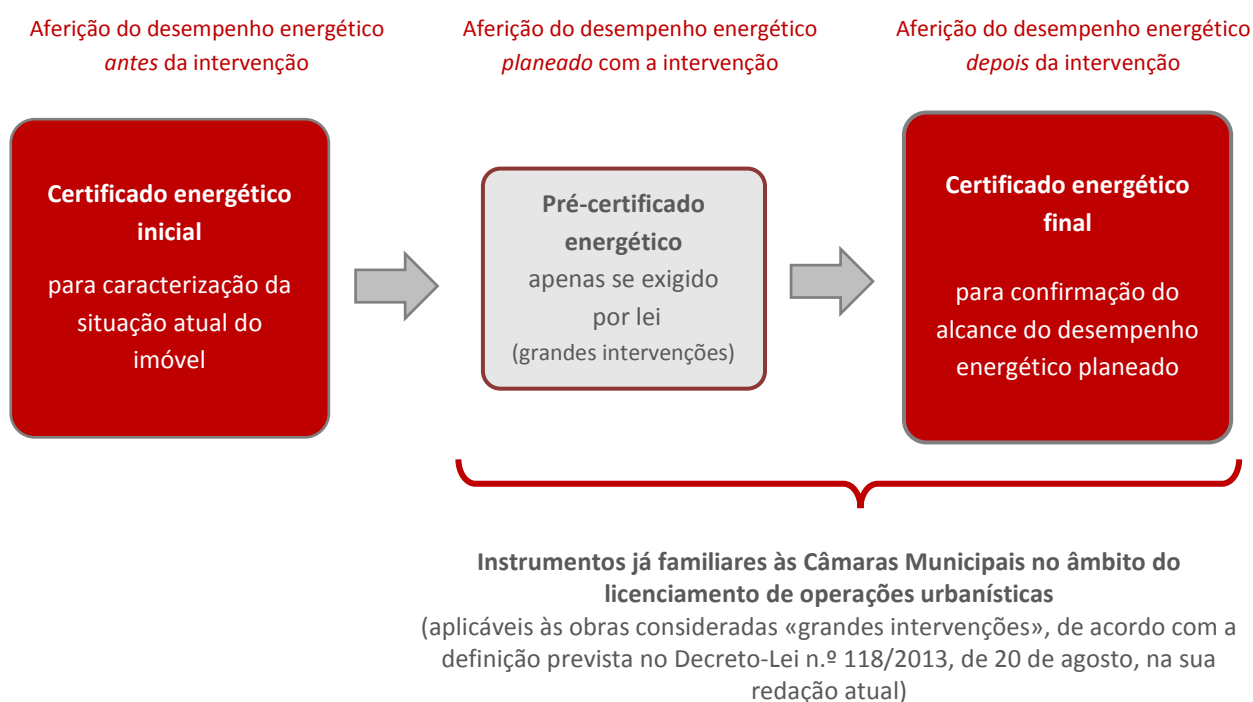 Aferição do desempenho energético
antes da intervenção
Aferição do desempenho energético
planeado com a intervenção
Aferição do desempenho energético
depois da intervenção
Certificado energético
inicial
para caracterização da
situação atual do
imóvel
Pré-certificado
energético
apenas se exigido
por lei
(grandes intervenções)
Certificado energético
final
para confirmação do
alcance do desempenho
energético planeado
Instrumentos já familiares às Câmaras Municipais no âmbito do
licenciamento de operações urbanísticas
(aplicáveis às obras consideradas «grandes intervenções», de acordo com a
definição prevista no Decreto-Lei n.º 118/2013, de 20 de agosto, na sua
redação atual)